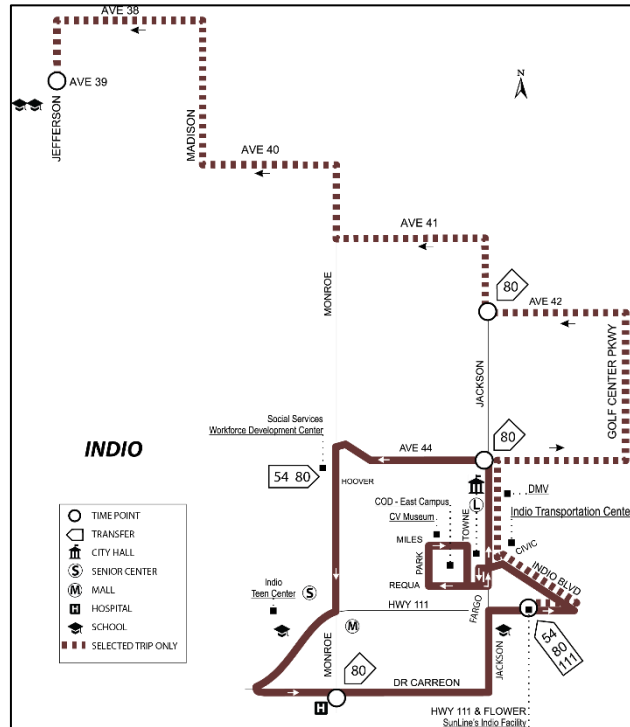 AVE 38
AVE 39
JEFFERSON
MADISON
N
AVE 40
AVE 41
80
AVE 42
MONROE
JACKSON
GOLF CENTER PKWY
80
Social Services
Workforce Development Center
INDIO
AVE 44
54 80
HOOVER
DMV
COD - East Campus
CV Museum
TOWNE
L
Indio Transportation Center
CIVIC
MILES
PARK
INDIO BLVD
REQUA
FARGO
TIME POINT
TRANSFER
CITY HALL
S SENIOR CENTER
M MALL
H HOSPITAL
SCHOOL
SELECTED TRIP ONLY
Indio
Teen Center
S
HWY 111
M
MONROE
80
DR CARREON
JACKSON
54
80
111
H
HWY 111 & FLOWER
SunLine's Indio Facility